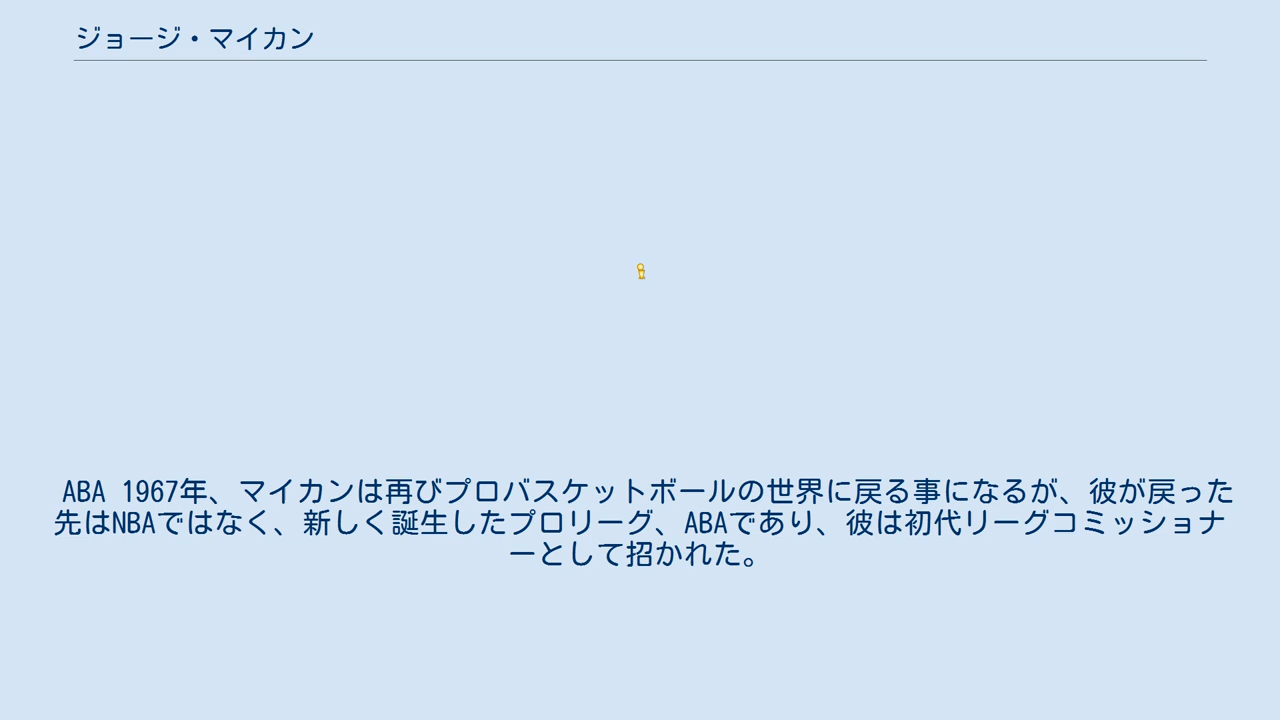 ジョージ・マイカン
ABA 1967年、マイカンは再びプロバスケットボールの世界に戻る事になるが、彼が戻った
先はNBAではなく、新しく誕生したプロリーグ、ABAであり、彼は初代リーグコミッショナ
ーとして招かれた。